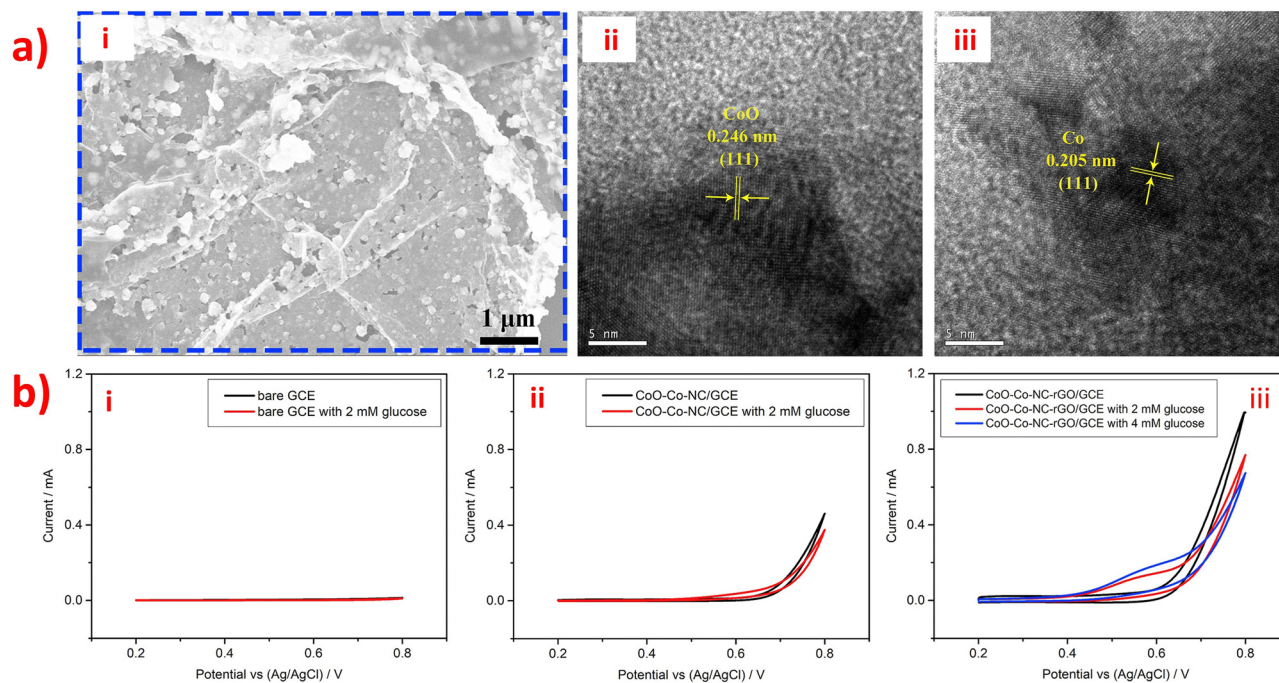 a)
i
1 µm
ii
CoO
0.246 nm
(111)
5 nm
iii
Co
0.205 nm
(111)
5 nm
b)
i
bare GCE
bare GCE with 2 mM glucose
1.2
0.8
0.4
0.0
Current / mA
0.2
0.4
0.6
0.8
Potential vs (Ag/AgCl) / V
ii
CoO-Co-NC/GCE
CoO-Co-NC/GCE with 2 mM glucose
1.2
0.8
0.4
0.0
Current / mA
0.2
0.4
0.6
0.8
Potential vs (Ag/AgCl) / V
iii
CoO-Co-NC-rGO/GCE
CoO-Co-NC-rGO/GCE with 2 mM glucose
CoO-Co-NC-rGO/GCE with 4 mM glucose
1.2
0.8
0.4
0.0
Current / mA
0.2
0.4
0.6
0.8
Potential vs (Ag/AgCl) / V